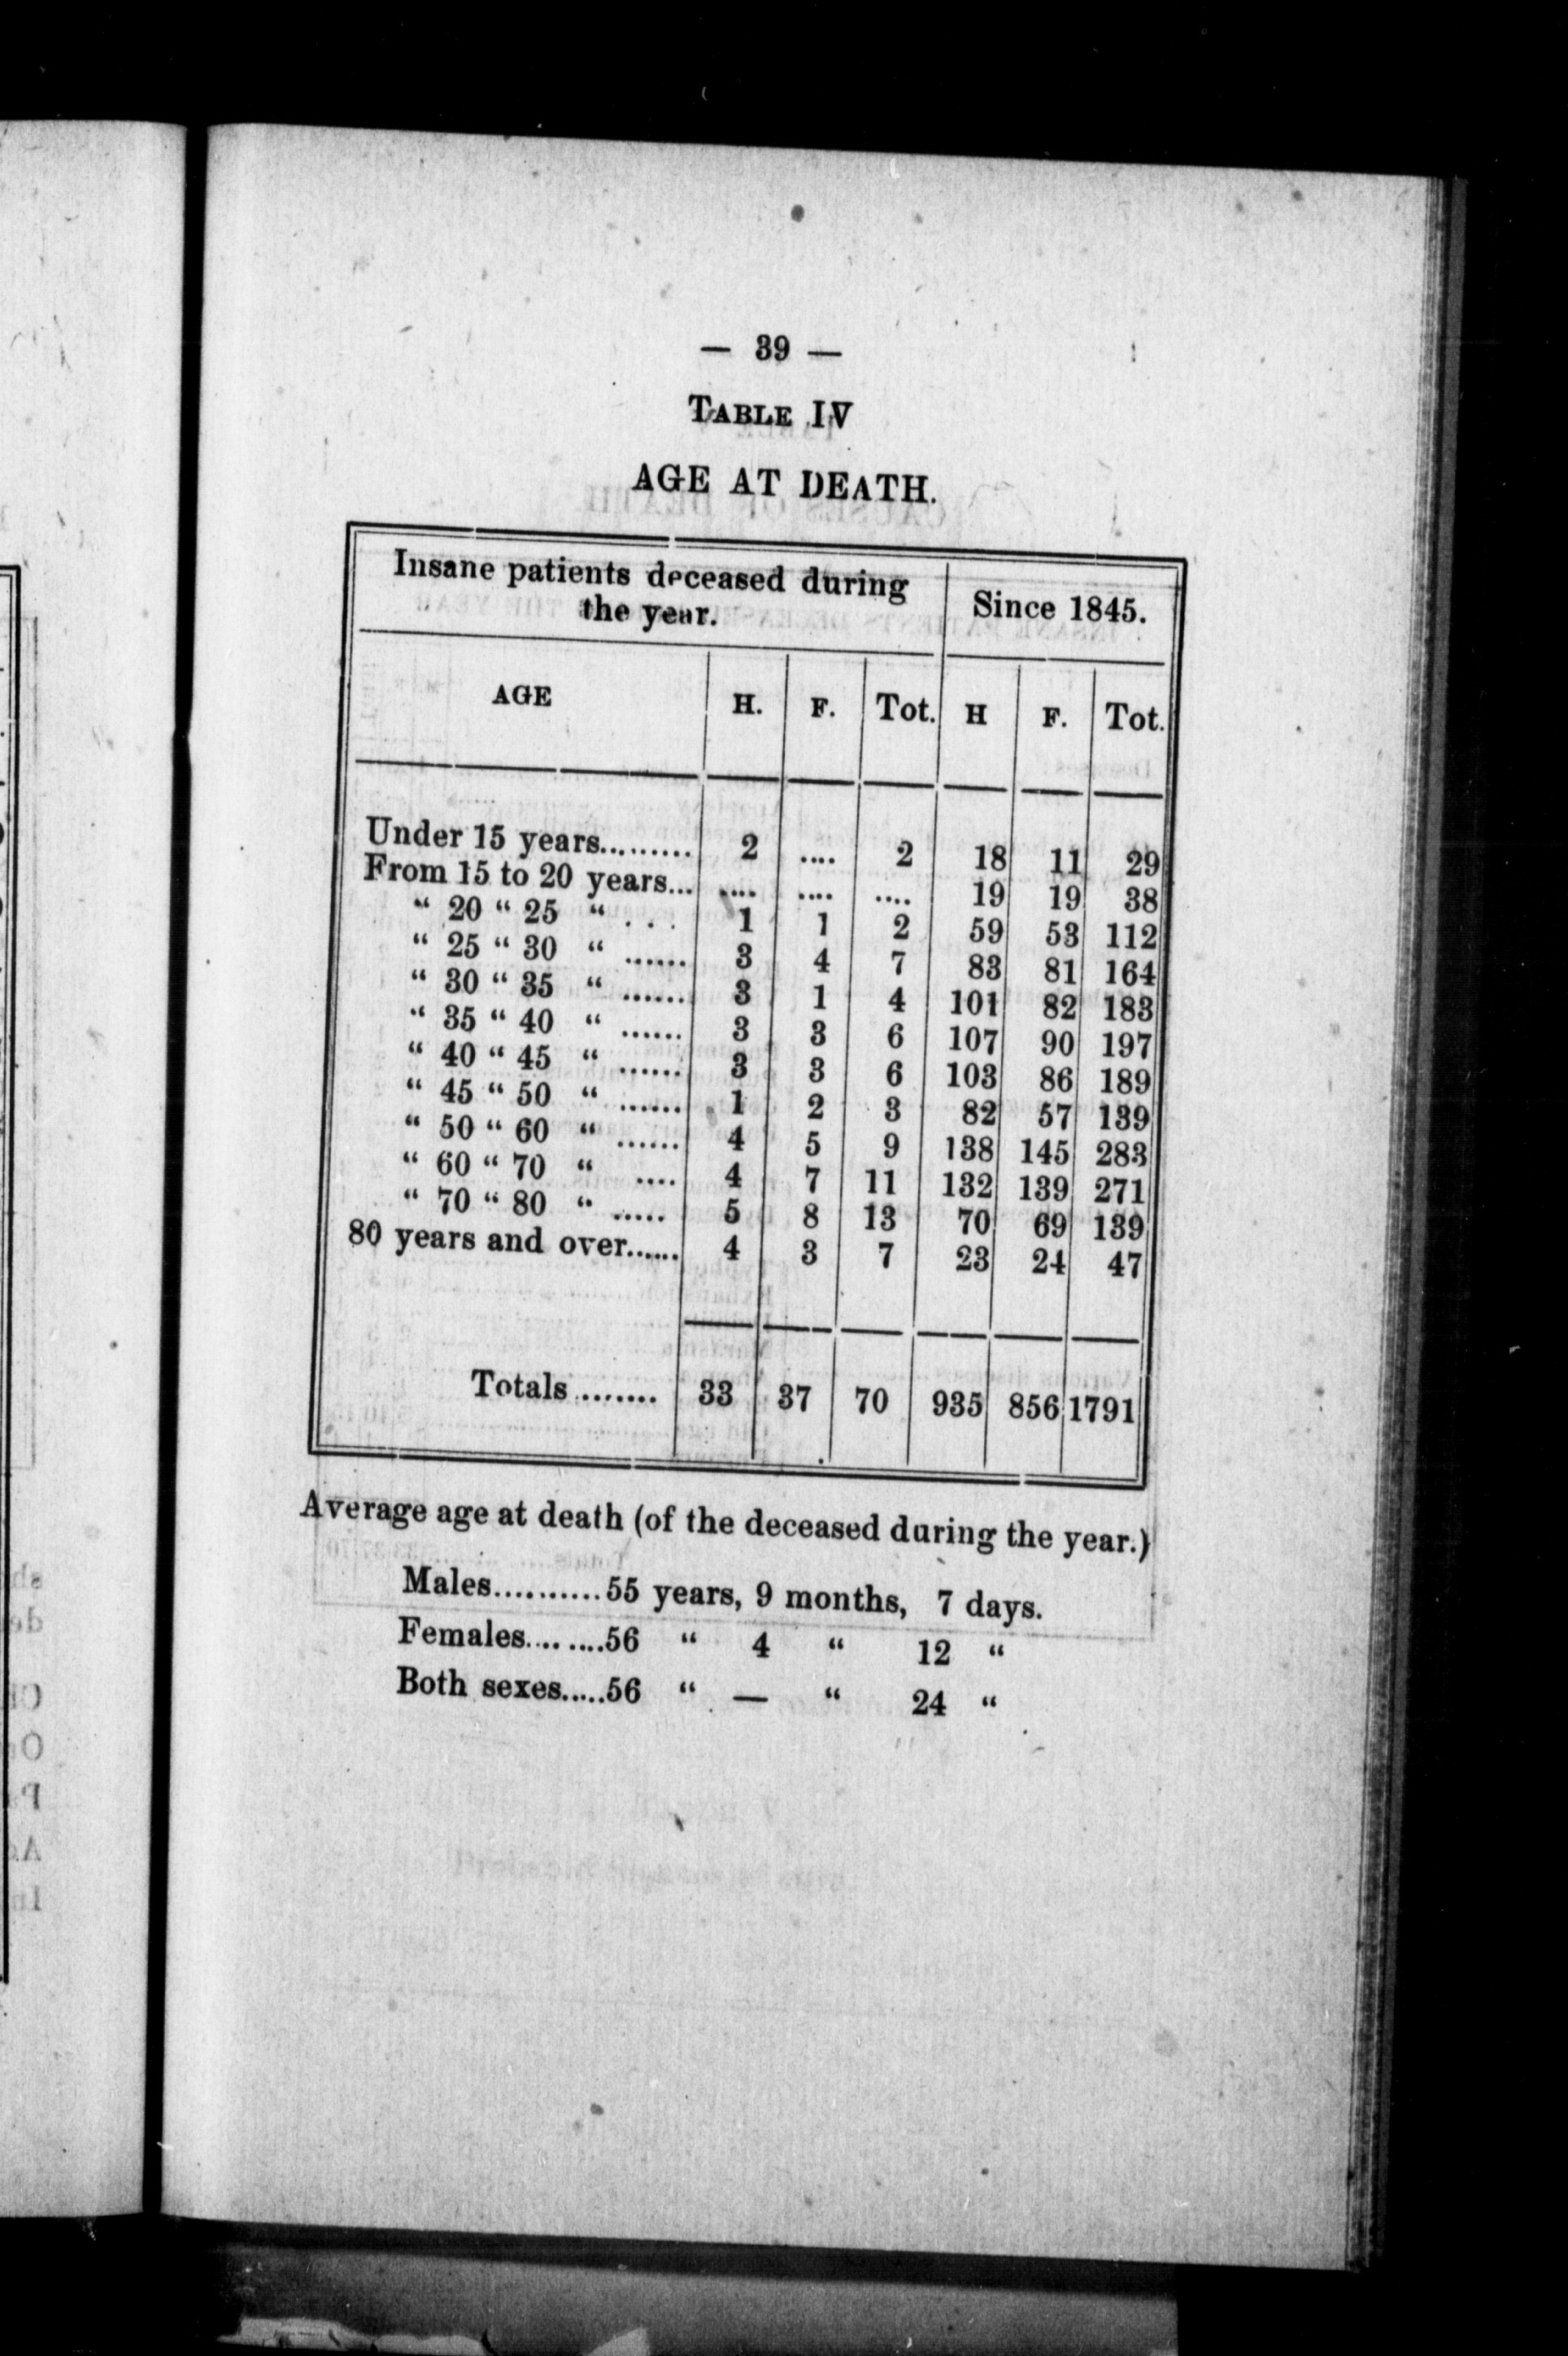 — 39 —
TABLE IV
AGE AT DEATH.
Insane patients deceased during
the year.
Since 1845.
AGE H. F. Tot. H F. Tot.
Under 15 years......... 2 .... 2 18 11 29
From 15 to 20 years... .... .... .... 19 19 38
“ 20 “ 25 “ . . . 1 1 2 59 53 112
“ 25 “ 30 “ ...... 3 4 7 83 81 164
“ 30 “ 35 “ ...... 3 1 4 101 82 183
“ 35 “ 40 “ ...... 3 3 6 107 90 197
“ 40 “ 45 “ ...... 3 3 6 103 86 189
“ 45 “ 50 “ ...... 1 2 3 82 57 139
“ 50 “ 60 “ ...... 4 5 9 138 145 283
“ 60 “ 70 “ .... 4 7 11 132 139 271
“ 70 “ 80 “ ..... 5 8 13 70 69 139
80 years and over...... 4 3 7 23 24 47
Totals ........ 33 37 70 935 856 1791
Average age at death (of the deceased during the year.)
Males..........55 years, 9 months, 7 days.
Females........56 “ 4 “ 12 “
Both sexes.....56 “ — “ 24 “